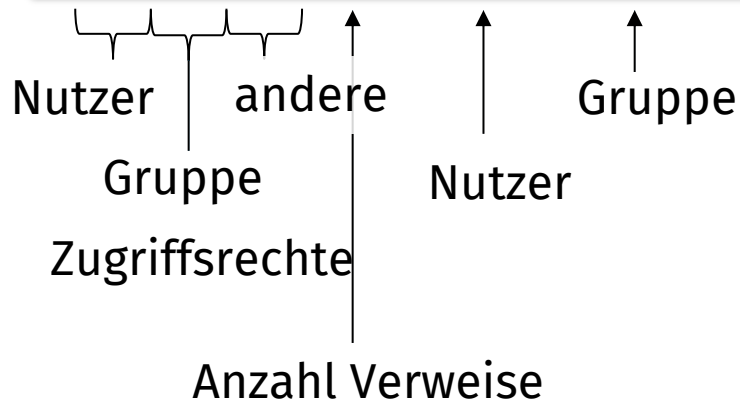 Nutzer andere Gruppe
Gruppe Nutzer
Zugriffsrechte
Anzahl Verweise